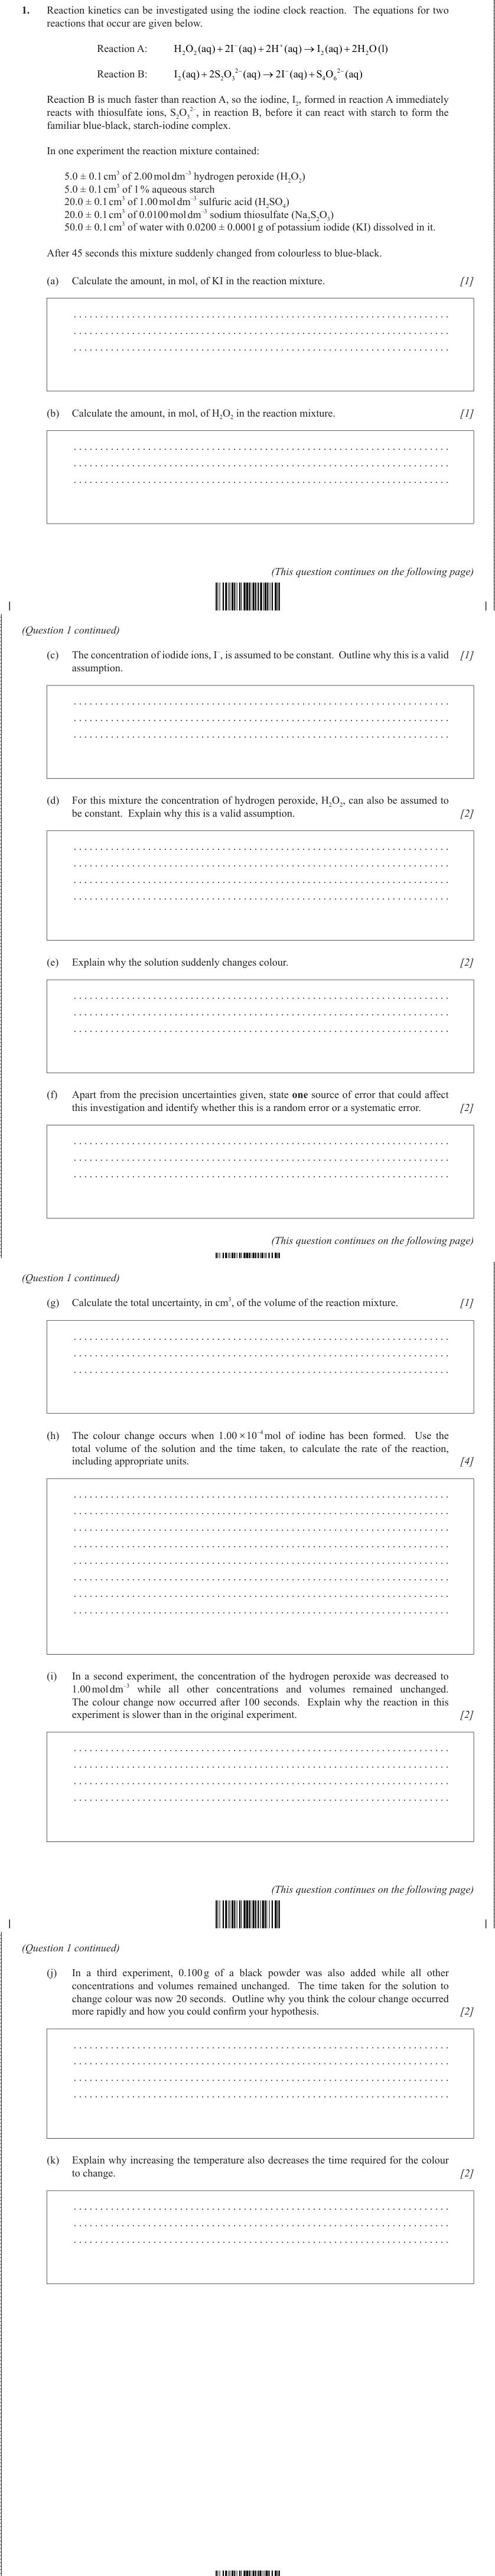 1. Reaction kinetics can be investigated using the iodine clock reaction. The equations for two
reactions that occur are given below.
Reaction A: H₂O₂(aq) + 2I⁻(aq) + 2H⁺(aq) → I₂(aq) + 2H₂O(l)
Reaction B: I₂(aq) + 2S₂O₃²⁻(aq) → 2I⁻(aq) + S₄O₆²⁻(aq)
Reaction B is much faster than reaction A, so the iodine, I₂, formed in reaction A immediately
reacts with thiosulfate ions, S₂O₃²⁻, in reaction B, before it can react with starch to form the
familiar blue-black, starch-iodine complex.
In one experiment the reaction mixture contained:
5.0 ± 0.1 cm³ of 2.00 mol dm⁻³ hydrogen peroxide (H₂O₂)
5.0 ± 0.1 cm³ of 1 % aqueous starch
20.0 ± 0.1 cm³ of 1.00 mol dm⁻³ sulfuric acid (H₂SO₄)
20.0 ± 0.1 cm³ of 0.0100 mol dm⁻³ sodium thiosulfate (Na₂S₂O₃)
50.0 ± 0.1 cm³ of water with 0.0200 ± 0.0001 g of potassium iodide (KI) dissolved in it.
After 45 seconds this mixture suddenly changed from colourless to blue-black.
(a) Calculate the amount, in mol, of KI in the reaction mixture. [1]
(b) Calculate the amount, in mol, of H₂O₂ in the reaction mixture. [1]
(This question continues on the following page)
(Question 1 continued)
(c) The concentration of iodide ions, I⁻, is assumed to be constant. Outline why this is a valid [1]
assumption.
(d) For this mixture the concentration of hydrogen peroxide, H₂O₂, can also be assumed to
be constant. Explain why this is a valid assumption. [2]
(e) Explain why the solution suddenly changes colour. [2]
(f) Apart from the precision uncertainties given, state one source of error that could affect
this investigation and identify whether this is a random error or a systematic error. [2]
(This question continues on the following page)
(Question 1 continued)
(g) Calculate the total uncertainty, in cm³, of the volume of the reaction mixture. [1]
(h) The colour change occurs when 1.00 × 10⁻⁴ mol of iodine has been formed. Use the
total volume of the solution and the time taken, to calculate the rate of the reaction,
including appropriate units. [4]
(i) In a second experiment, the concentration of the hydrogen peroxide was decreased to
1.00 mol dm⁻³ while all other concentrations and volumes remained unchanged.
The colour change now occurred after 100 seconds. Explain why the reaction in this
experiment is slower than in the original experiment. [2]
(This question continues on the following page)
(Question 1 continued)
(j) In a third experiment, 0.100 g of a black powder was also added while all other
concentrations and volumes remained unchanged. The time taken for the solution to
change colour was now 20 seconds. Outline why you think the colour change occurred
more rapidly and how you could confirm your hypothesis. [2]
(k) Explain why increasing the temperature also decreases the time required for the colour
to change. [2]